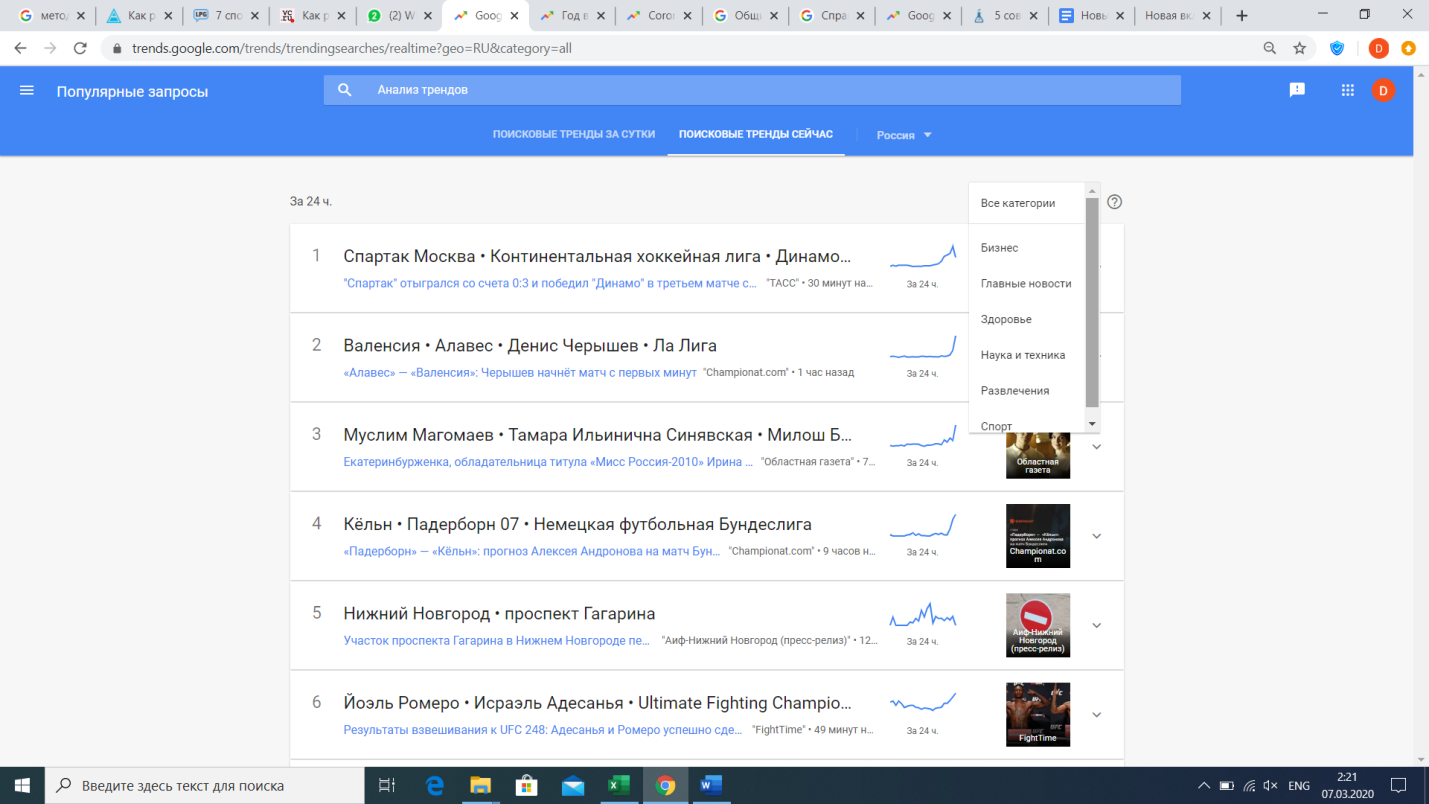 метод
Как р
7 спо
Как р
(2) W
Goog
Год в
Coror
Общи
Спра
Goog
5 сов
Новы
Новая вкл
trends.google.com/trends/trendingsearches/realtime?geo=RU&category=all
D
Популярные запросы
Анализ трендов
D
ПОИСКОВЫЕ ТРЕНДЫ ЗА СУТКИ
ПОИСКОВЫЕ ТРЕНДЫ СЕЙЧАС
Россия
За 24 ч.
Все категории
Бизнес
Главные новости
Здоровье
Наука и техника
Развлечения
Спорт
1
Спартак Москва • Континентальная хоккейная лига • Динамо...
"Спартак" отыгрался со счета 0:3 и победил "Динамо" в третьем матче с... "ТАСС" • 30 минут на...
За 24 ч.
2
Валенсия • Алавес • Денис Черышев • Ла Лига
«Алавес» — «Валенсия»: Черышев начнёт матч с первых минут "Championat.com" • 1 час назад
За 24 ч.
3
Муслим Магомаев • Тамара Ильинична Синявская • Милош Б...
Екатеринбурженка, обладательница титула «Мисс Россия-2010» Ирина ... "Областная газета" • 7...
За 24 ч.
Областная
газета
4
Кёльн • Падерборн 07 • Немецкая футбольная Бундеслига
«Падерборн» — «Кёльн»: прогноз Алексея Андронова на матч Бун... "Championat.com" • 9 часов н...
За 24 ч.
«Падерборн» — «Кёльн»:
прогноз Алексея Андронова
на матч Бундеслиги
Championat.co
m
5
Нижний Новгород • проспект Гагарина
Участок проспекта Гагарина в Нижнем Новгороде пе... "Аиф-Нижний Новгород (пресс-релиз)" • 12...
За 24 ч.
Аиф-Нижний
Новгород
(пресс-релиз)
6
Йоэль Ромеро • Исраэль Адесанья • Ultimate Fighting Champio...
Результаты взвешивания к UFC 248: Адесанья и Ромеро успешно сде... "FightTime" • 49 минут н...
За 24 ч.
FightTime
Введите здесь текст для поиска
ENG
2:21
07.03.2020